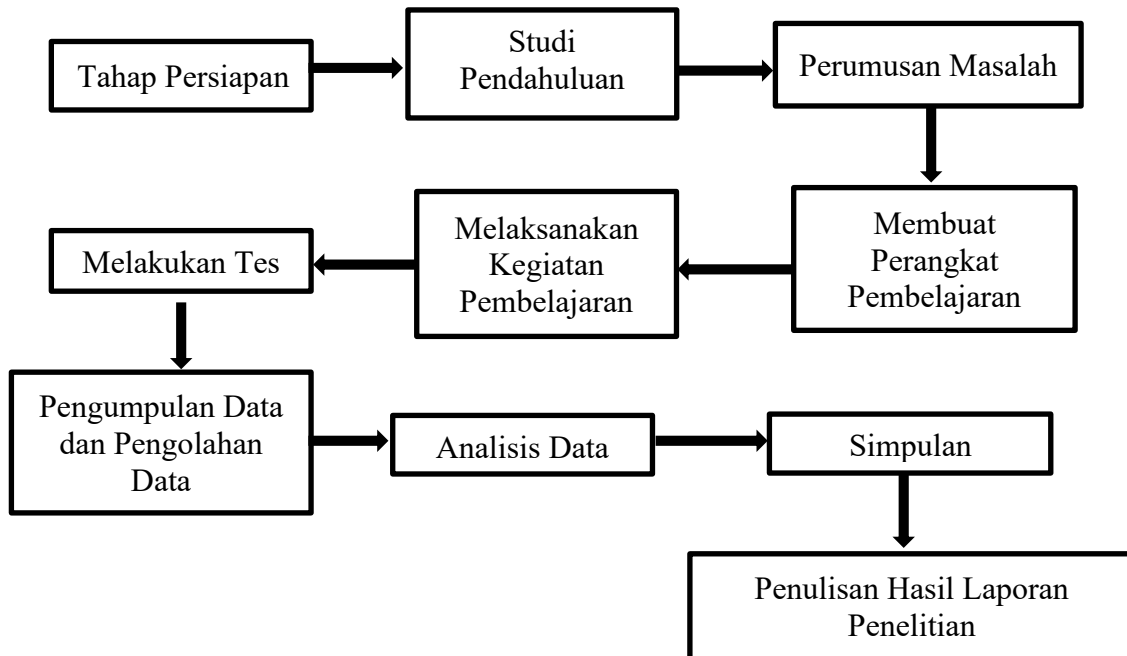 Tahap Persiapan
Studi
Pendahuluan
Perumusan Masalah
Membuat
Perangkat
Pembelajaran
Melaksanakan
Kegiatan
Pembelajaran
Melakukan Tes
Pengumpulan Data
dan Pengolahan
Data
Analisis Data
Simpulan
Penulisan Hasil Laporan
Penelitian